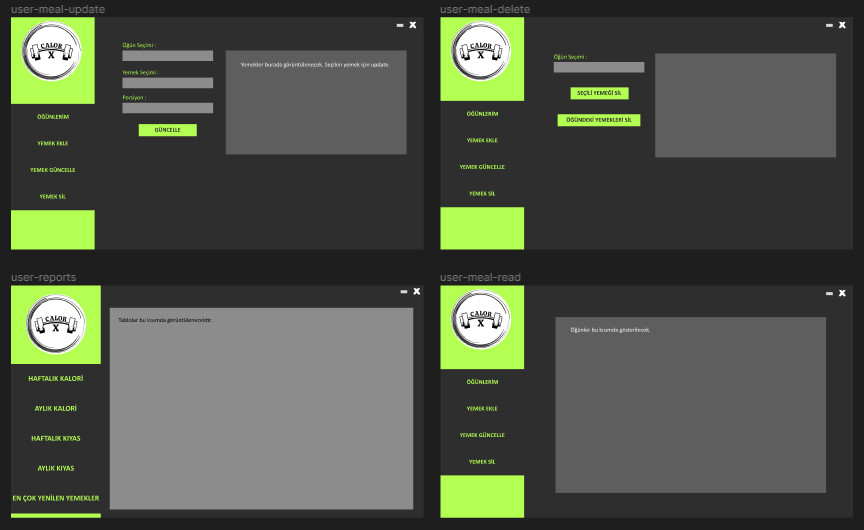 user-meal-update
CALOR
X
ÖĞÜNLERİM
YEMEK EKLE
YEMEK GÜNCELLE
YEMEK SİL
Öğün Seçimi :
Yemek Seçimi :
Porsiyon :
GÜNCELLE
Yemekler burada görüntülenecek. Seçilen yemek için update.
user-meal-delete
CALOR
X
ÖĞÜNLERİM
YEMEK EKLE
YEMEK GÜNCELLE
YEMEK SİL
Öğün Seçimi :
SEÇİLİ YEMEĞİ SİL
ÖĞÜNDEKİ YEMEKLERİ SİL
user-reports
CALOR
X
HAFTALIK KALORİ
AYLIK KALORİ
HAFTALIK KIYAS
AYLIK KIYAS
EN ÇOK YENİLEN YEMEKLER
Tablolar bu kısımda görüntülenecektir.
user-meal-read
CALOR
X
ÖĞÜNLERİM
YEMEK EKLE
YEMEK GÜNCELLE
YEMEK SİL
Öğünler bu kısımda gösterilecek.